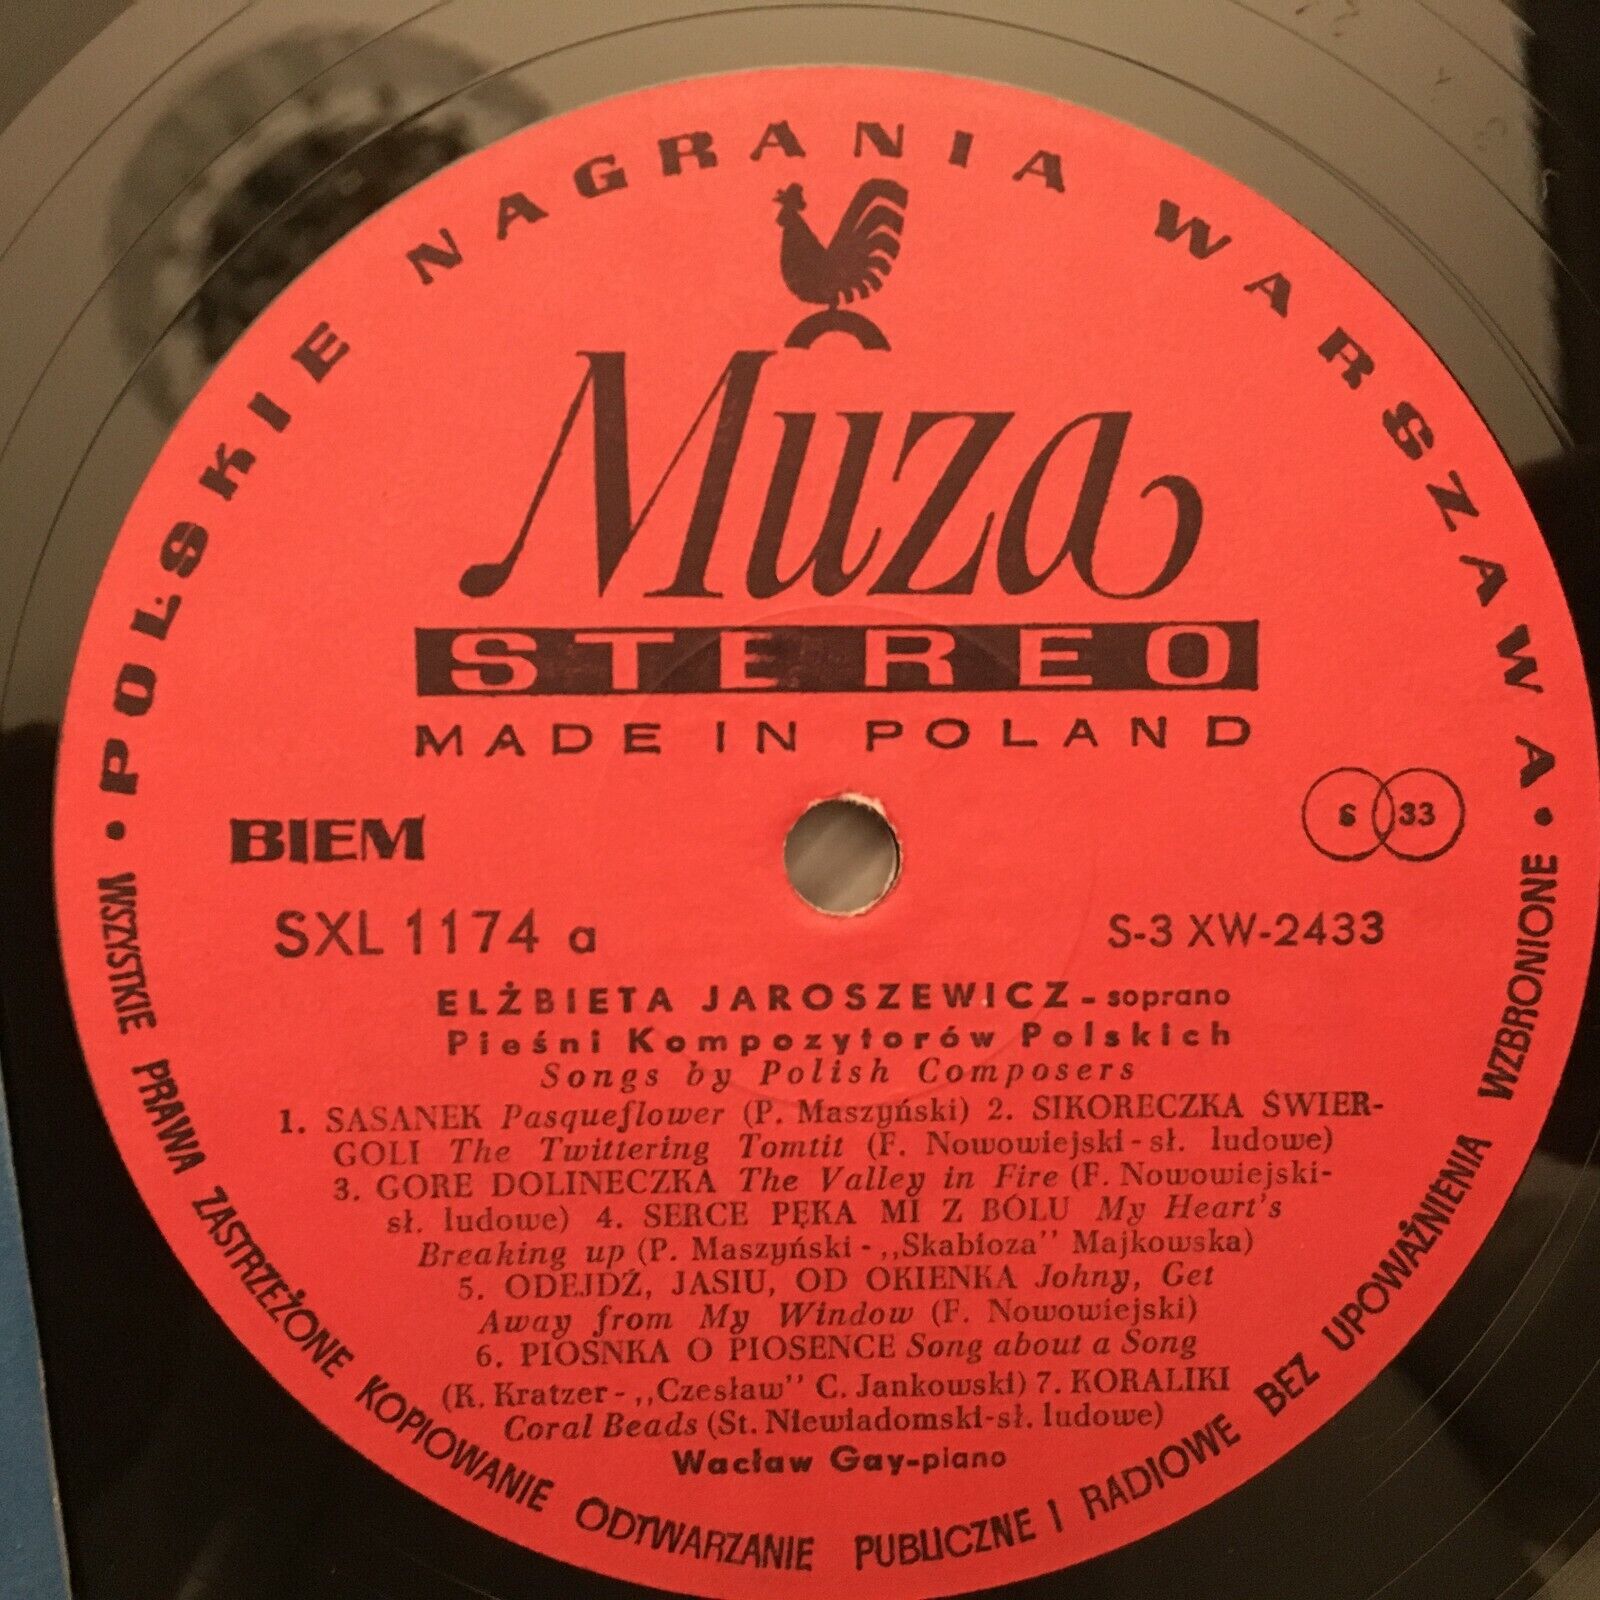 POLSKIE NAGRANIA WARSZAWA
Muza
STEREO
MADE IN POLAND
BIEM
S 33
SXL 1174 a
S-3 XW-2433
ELŻBIETA JAROSZEWICZ - soprano
Pieśni Kompozytorów Polskich
Songs by Polish Composers
1. SASANEK Pasqueflower (P. Maszyński) 2. SIKORECZKA ŚWIER-
GOLI The Twittering Tomtit (F. Nowowiejski - sł. ludowe)
3. GORE DOLINECZKA The Valley in Fire (F. Nowowiejski-
sł. ludowe) 4. SERCE PĘKA MI Z BÓLU My Heart's
Breaking up (P. Maszyński - „Skabioza” Majkowska)
5. ODEJDŹ, JASIU, OD OKIENKA Johny, Get
Away from My Window (F. Nowowiejski)
6. PIOSNKA O PIOSENCE Song about a Song
(K. Kratzer - „Czesław” C. Jankowski) 7. KORALIKI
Coral Beads (St. Niewiadomski-sł. ludowe)
Wacław Gay-piano
• WSZYSTKIE PRAWA ZASTRZEŻONE KOPIOWANIE ODTWARZANIE PUBLICZNE I RADIOWE BEZ UPOWAŻNIENIA WZBRONIONE •